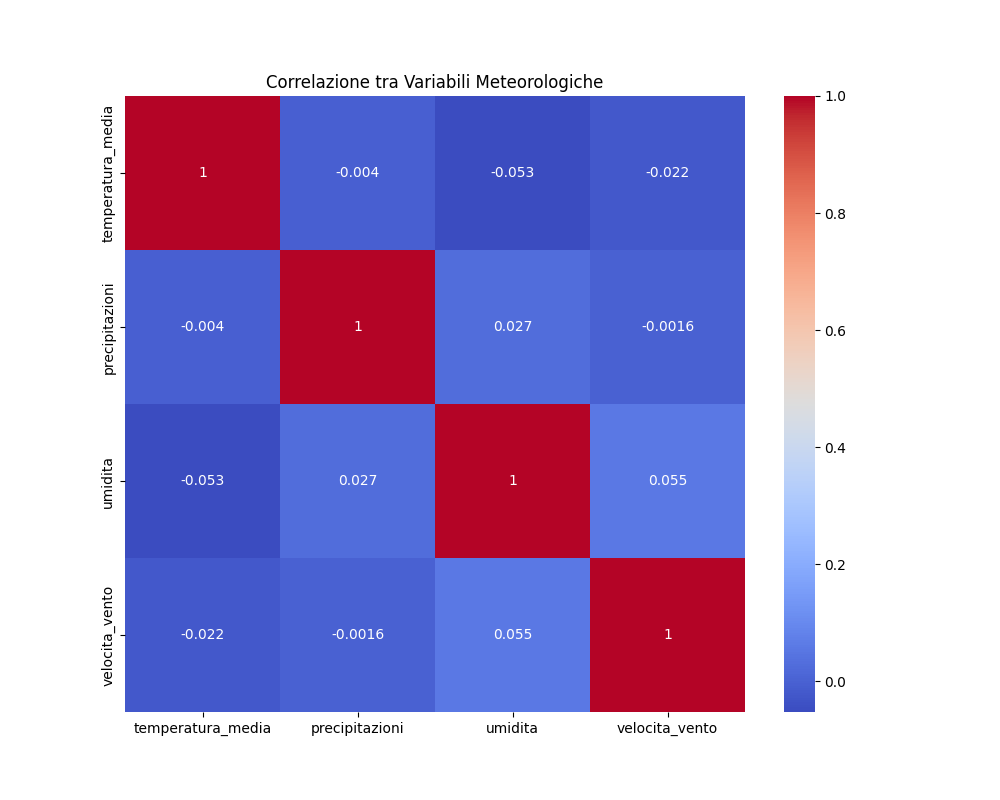 Correlazione tra Variabili Meteorologiche
temperatura_media
1
-0.004
-0.053
-0.022
precipitazioni
-0.004
1
0.027
-0.0016
umidita
-0.053
0.027
1
0.055
velocita_vento
-0.022
-0.0016
0.055
1
temperatura_media
precipitazioni
umidita
velocita_vento
1.0
0.8
0.6
0.4
0.2
0.0